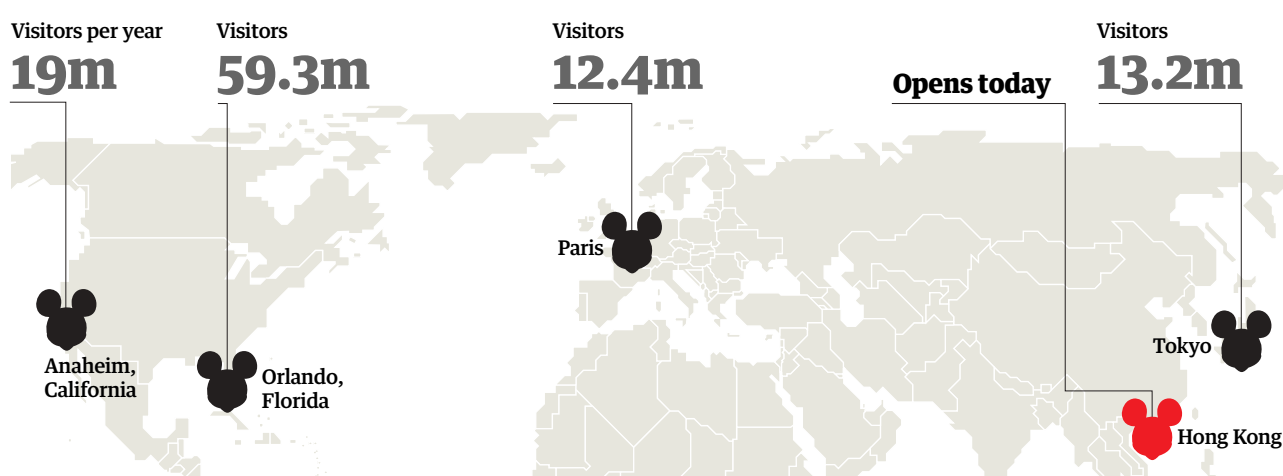 Visitors per year
19m
Visitors
59.3m
Visitors
12.4m
Opens today
Visitors
13.2m
Paris
Tokyo
Anaheim,
California
Orlando,
Florida
Hong Kong